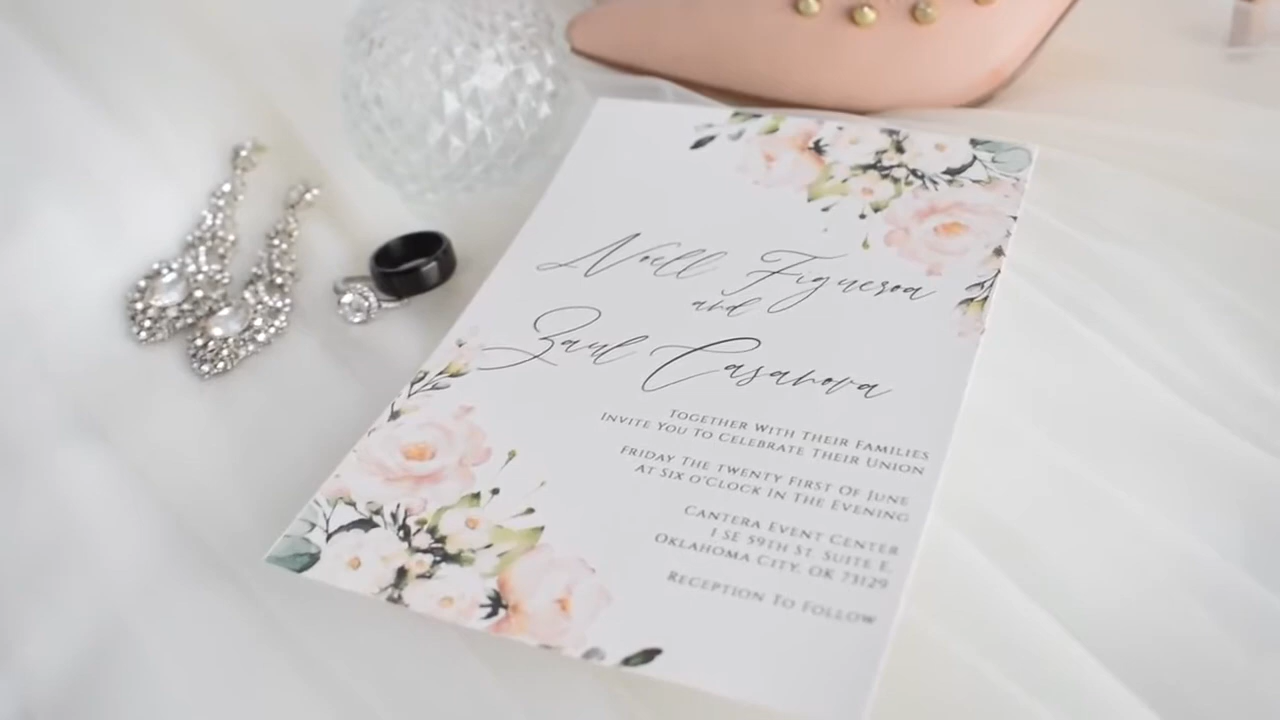 Noell Figueroa
and
Zaul Casanova
TOGETHER WITH THEIR FAMILIES
INVITE YOU TO CELEBRATE THEIR UNION
FRIDAY THE TWENTY FIRST OF JUNE
AT SIX O'CLOCK IN THE EVENING
CANTERA EVENT CENTER
1 SE 59TH ST. SUITE E.
OKLAHOMA CITY, OK 73129
RECEPTION TO FOLLOW